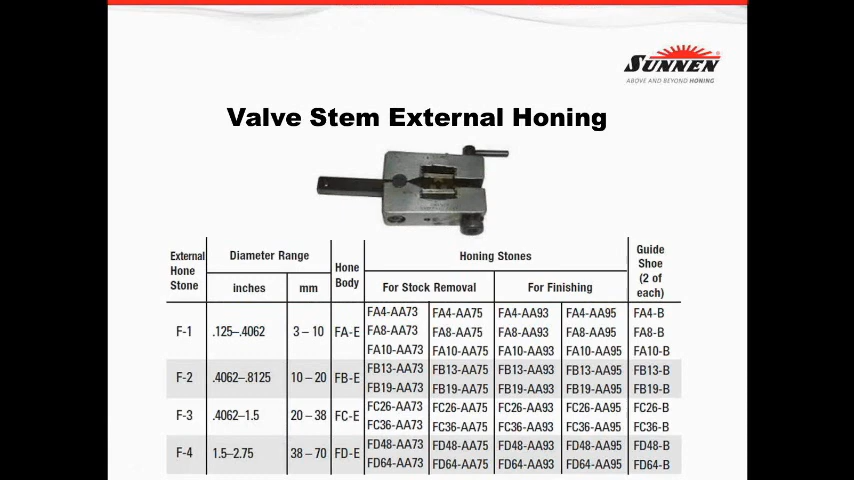 SUNNEN
ABOVE AND BEYOND HONING
Valve Stem External Honing
External Hone Stone
Diameter Range
inches
mm
Hone Body
Honing Stones
For Stock Removal
For Finishing
Guide Shoe (2 of each)
F-1 .125–.4062 3 – 10 FA-E
FA4-AA73 FA4-AA75 FA4-AA93 FA4-AA95 FA4-B
FA8-AA73 FA8-AA75 FA8-AA93 FA8-AA95 FA8-B
FA10-AA73 FA10-AA75 FA10-AA93 FA10-AA95 FA10-B
F-2 .4062–.8125 10 – 20 FB-E
FB13-AA73 FB13-AA75 FB13-AA93 FB13-AA95 FB13-B
FB19-AA73 FB19-AA75 FB19-AA93 FB19-AA95 FB19-B
F-3 .4062–1.5 20 – 38 FC-E
FC26-AA73 FC26-AA75 FC26-AA93 FC26-AA95 FC26-B
FC36-AA73 FC36-AA75 FC36-AA93 FC36-AA95 FC36-B
F-4 1.5–2.75 38 – 70 FD-E
FD48-AA73 FD48-AA75 FD48-AA93 FD48-AA95 FD48-B
FD64-AA73 FD64-AA75 FD64-AA93 FD64-AA95 FD64-B